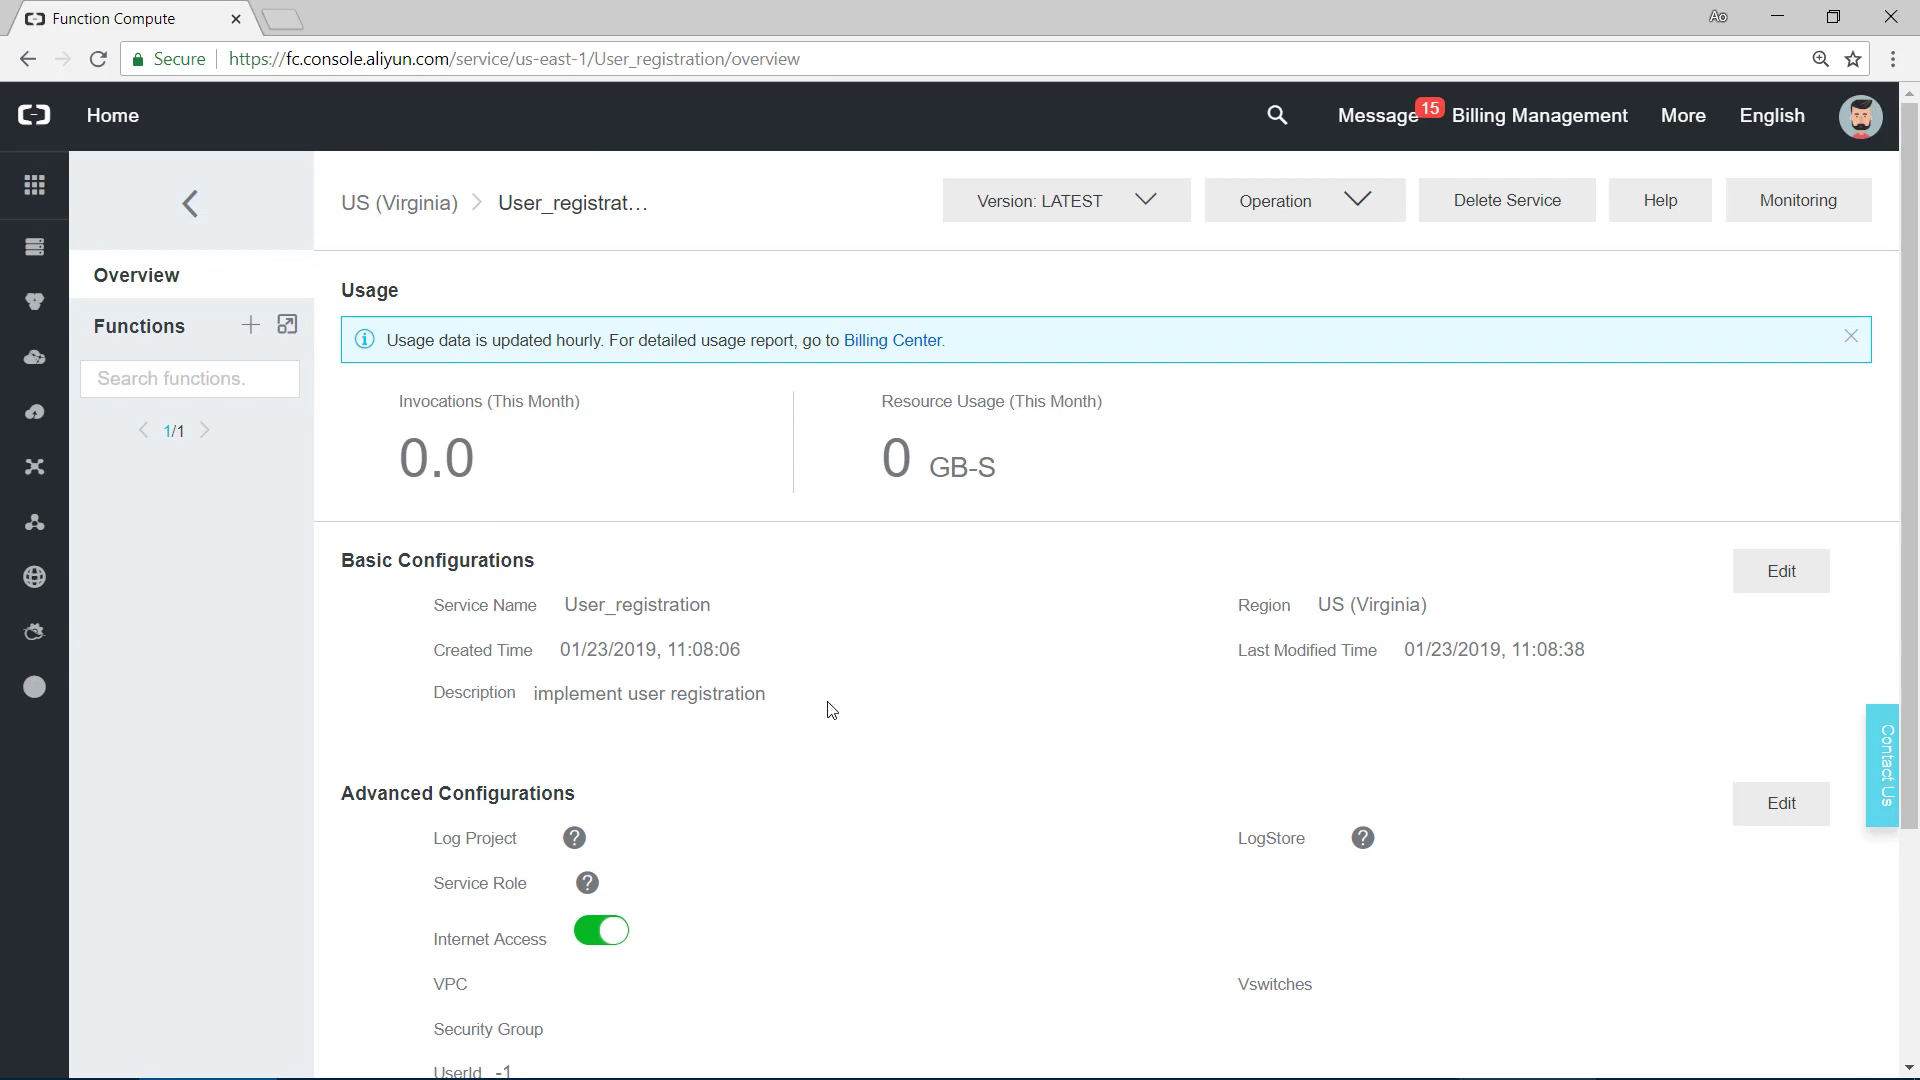 Function Compute
Ao
Secure
https://fc.console.aliyun.com/service/us-east-1/User_registration/overview
Home
Message 15
Billing Management
More
English
US (Virginia)
User_registrat...
Version: LATEST
Operation
Delete Service
Help
Monitoring
Overview
Functions
Search functions.
1/1
Usage
Usage data is updated hourly. For detailed usage report, go to Billing Center.
Invocations (This Month)
0.0
Resource Usage (This Month)
0 GB-S
Basic Configurations
Edit
Service Name User_registration
Region US (Virginia)
Created Time 01/23/2019, 11:08:06
Last Modified Time 01/23/2019, 11:08:38
Description implement user registration
Contact Us
Advanced Configurations
Edit
Log Project ?
LogStore ?
Service Role ?
Internet Access
VPC
Vswitches
Security Group
UserId -1